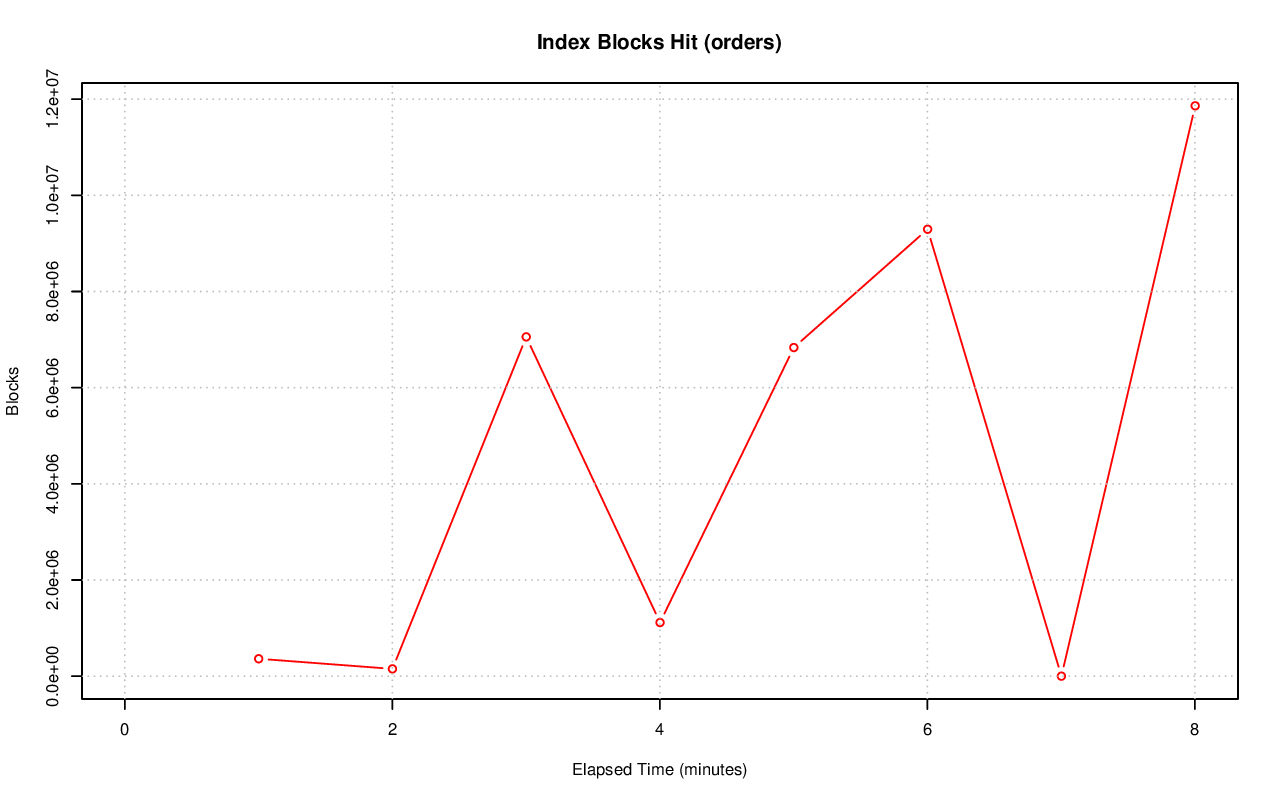 Index Blocks Hit (orders)
Blocks
1.2e+07
1.0e+07
8.0e+06
6.0e+06
4.0e+06
2.0e+06
0.0e+00
0 2 4 6 8
Elapsed Time (minutes)